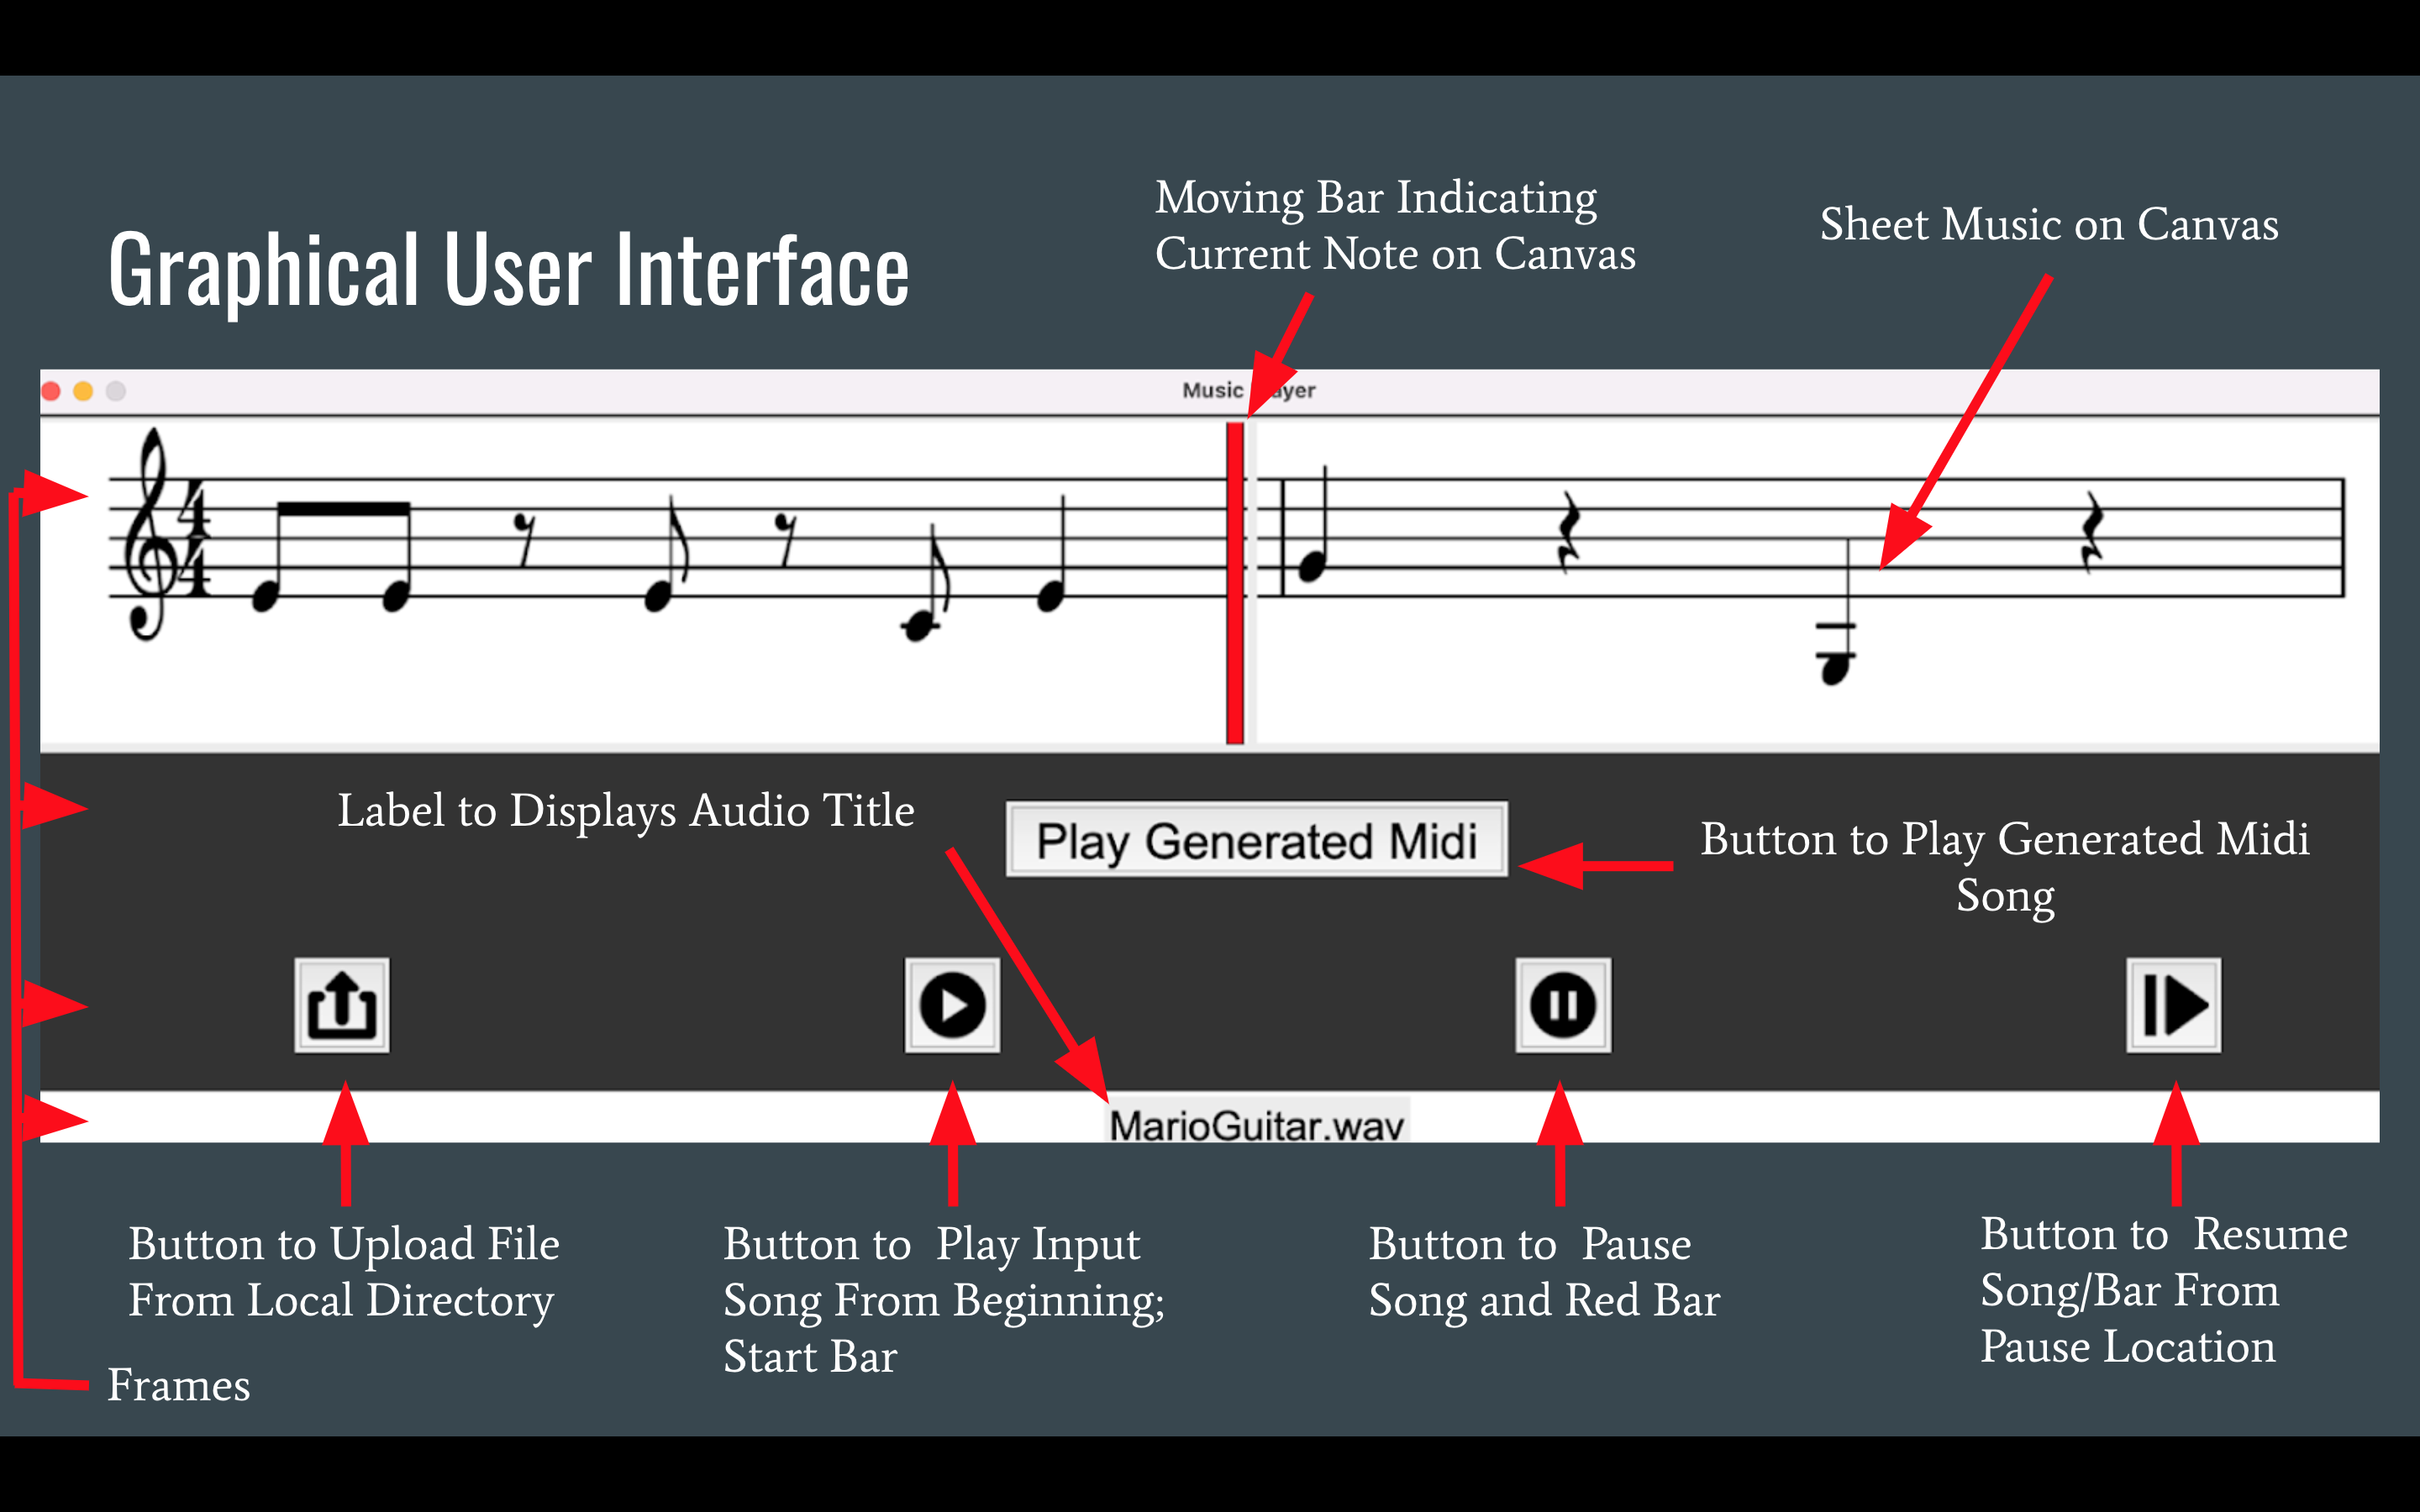 Moving Bar Indicating
Current Note on Canvas
Sheet Music on Canvas
Graphical User Interface
Music ayer
4
4
Label to Displays Audio Title
Play Generated Midi
Button to Play Generated Midi
Song
MarioGuitar.wav
Button to Upload File
From Local Directory
Button to Play Input
Song From Beginning;
Start Bar
Button to Pause
Song and Red Bar
Button to Resume
Song/Bar From
Pause Location
Frames